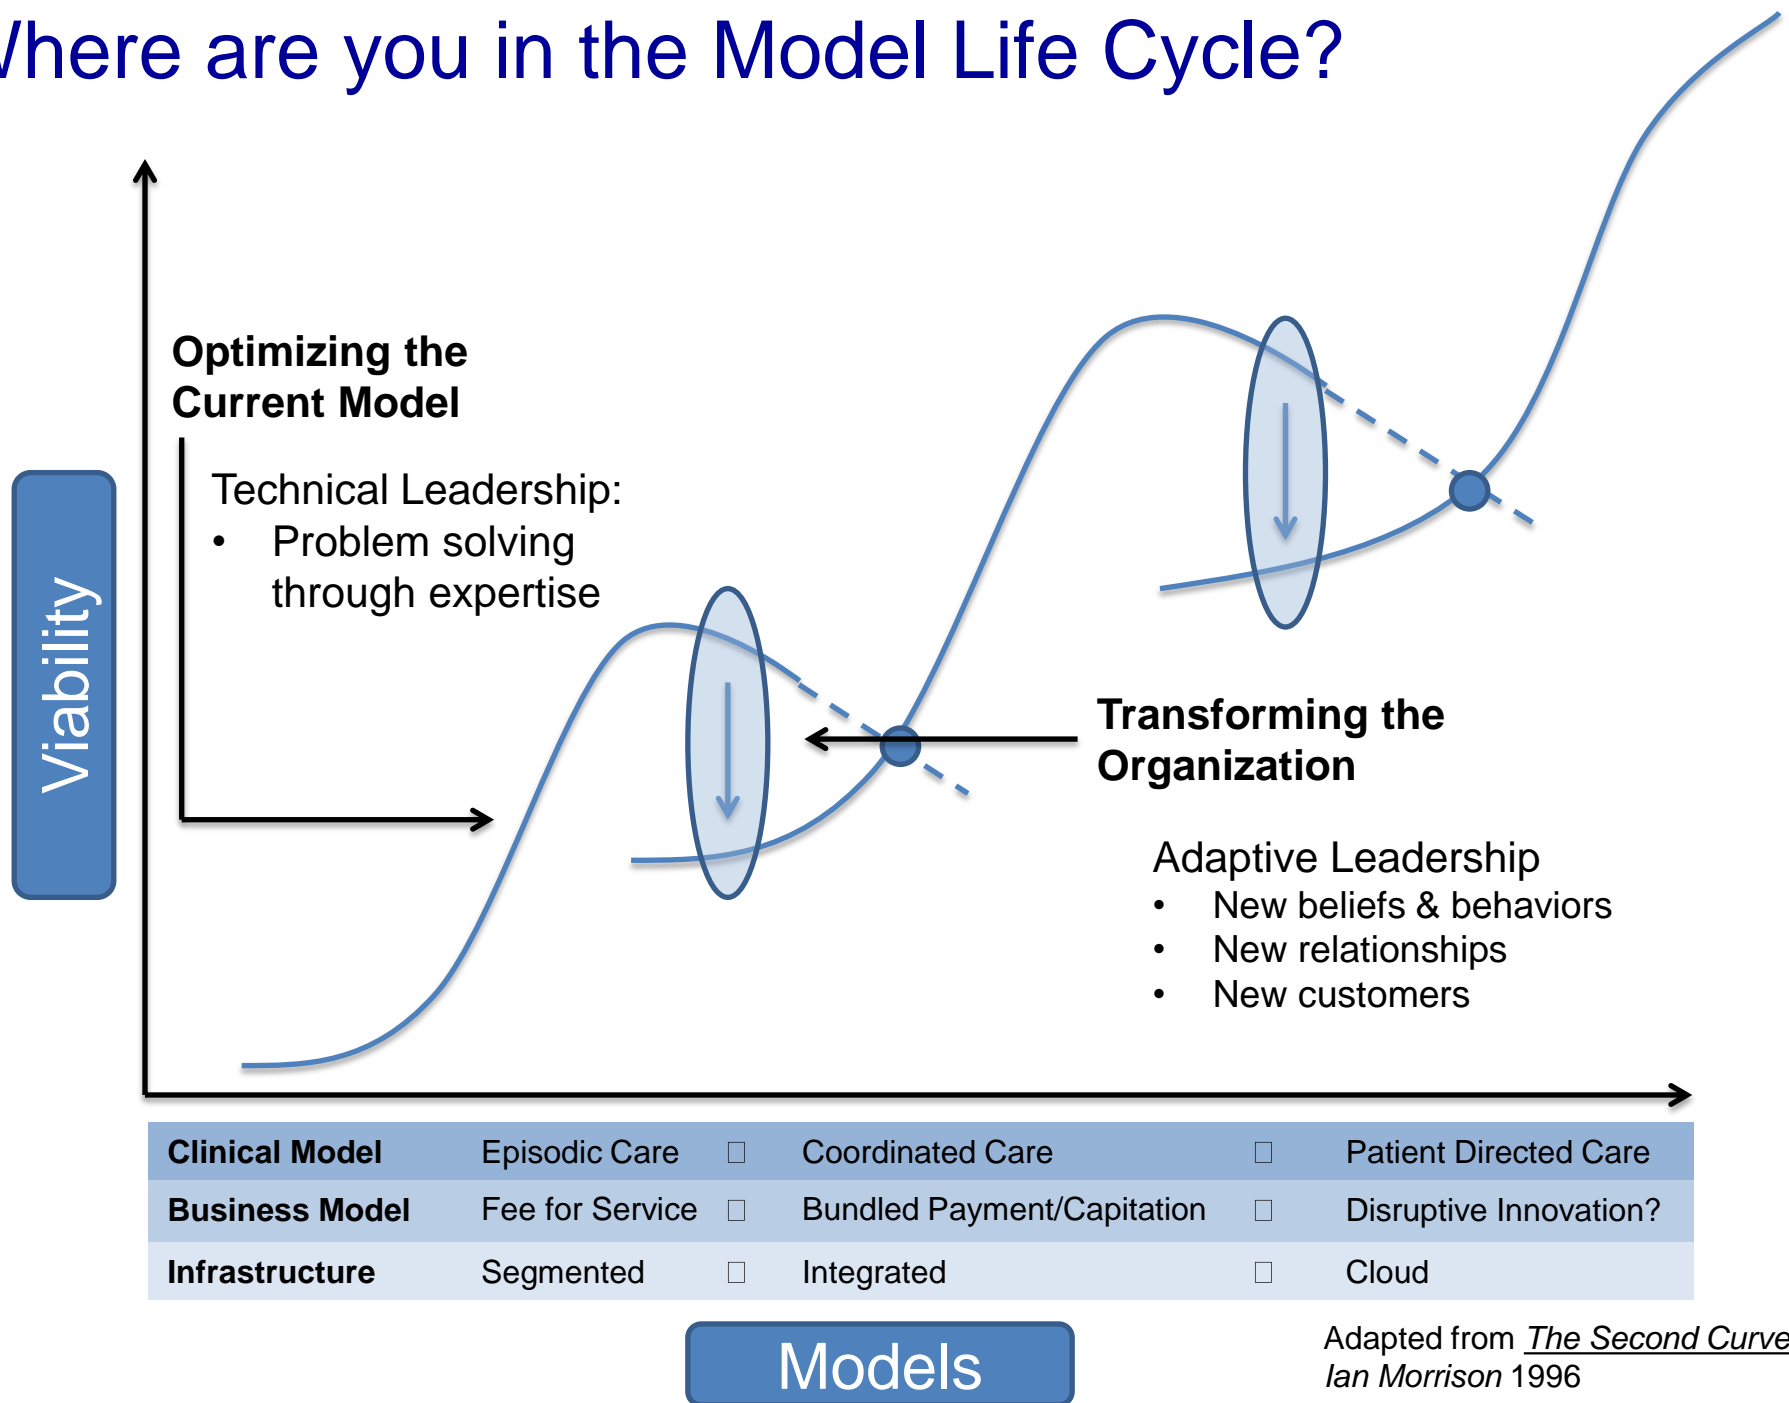 here are you in the Model Life Cycle?
Optimizing the
Current Model
Technical Leadership:
• Problem solving
through expertise
Viability
Transforming the
Organization
Adaptive Leadership
• New beliefs & behaviors
• New relationships
• New customers
Clinical Model Episodic Care Coordinated Care Patient Directed Care
Business Model Fee for Service Bundled Payment/Capitation Disruptive Innovation?
Infrastructure Segmented Integrated Cloud
Models
Adapted from The Second Curve
Ian Morrison 1996